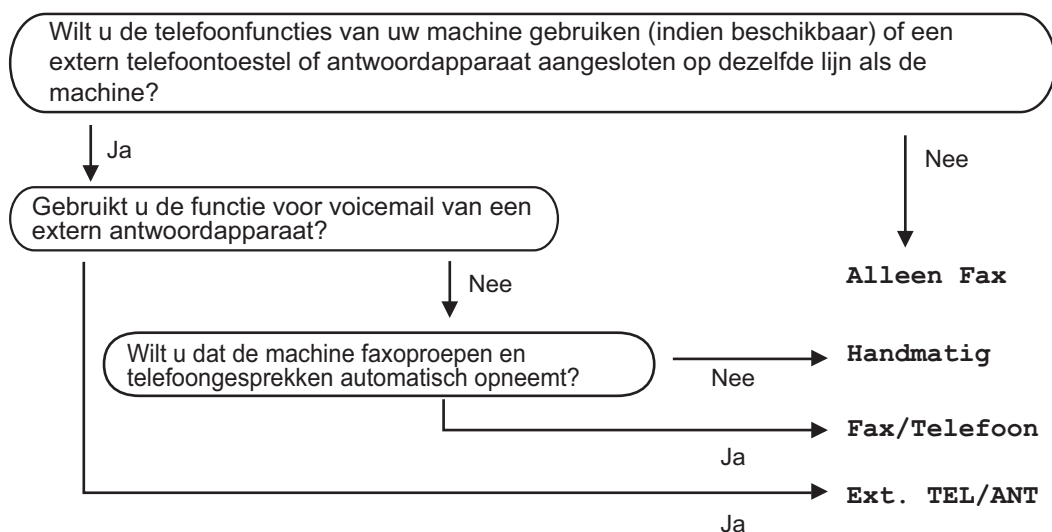 Wilt u de telefoonfuncties van uw machine gebruiken (indien beschikbaar) of een
extern telefoontoestel of antwoordapparaat aangesloten op dezelfde lijn als de
machine?
Ja
Nee
Gebruikt u de functie voor voicemail van een
extern antwoordapparaat?
Nee
Alleen Fax
Wilt u dat de machine faxoproepen en
telefoongesprekken automatisch opneemt?
Nee
Handmatig
Ja
Fax/Telefoon
Ja
Ext. TEL/ANT